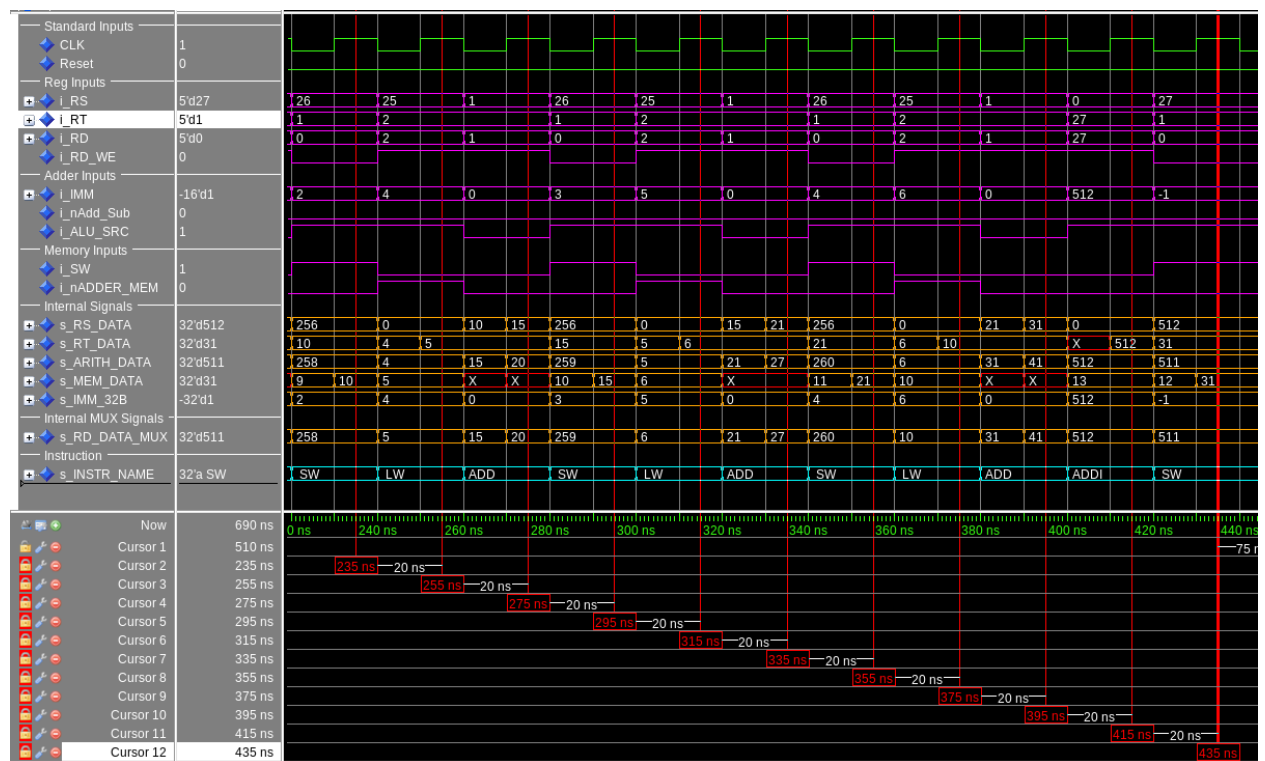 Standard Inputs
CLK 1
Reset 0
Reg Inputs
i_RS 5'd27 26 25 1 26 25 1 26 25 1 0 27
i_RT 5'd1 1 2 1 2 1 2 27 1
i_RD 5'd0 0 2 1 0 2 1 0 2 1 27 0
i_RD_WE 0
Adder Inputs
i_IMM -16'd1 2 4 0 3 5 0 4 6 0 512 -1
i_nAdd_Sub 0
i_ALU_SRC 1
Memory Inputs
i_SW 1
i_nADDER_MEM 0
Internal Signals
s_RS_DATA 32'd512 256 0 10 15 256 0 15 21 256 0 21 31 0 512
s_RT_DATA 32'd31 10 4 5 15 5 6 21 6 10 X 512 31
s_ARITH_DATA 32'd511 258 4 15 20 259 5 21 27 260 6 31 41 512 511
s_MEM_DATA 32'd31 9 10 5 X X 10 15 6 X 11 21 10 X X 13 12 31
s_IMM_32B -32'd1 2 4 0 3 5 0 4 6 0 512 -1
Internal MUX Signals
s_RD_DATA_MUX 32'd511 258 5 15 20 259 6 21 27 260 10 31 41 512 511
Instruction
s_INSTR_NAME 32'a SW SW LW ADD SW LW ADD SW LW ADD ADDI SW
Now 690 ns 0 ns 240 ns 260 ns 280 ns 300 ns 320 ns 340 ns 360 ns 380 ns 400 ns 420 ns 440 ns
Cursor 1 510 ns 75 n
Cursor 2 235 ns 235 ns 20 ns
Cursor 3 255 ns 255 ns 20 ns
Cursor 4 275 ns 275 ns 20 ns
Cursor 5 295 ns 295 ns 20 ns
Cursor 6 315 ns 315 ns 20 ns
Cursor 7 335 ns 335 ns 20 ns
Cursor 8 355 ns 355 ns 20 ns
Cursor 9 375 ns 375 ns 20 ns
Cursor 10 395 ns 395 ns 20 ns
Cursor 11 415 ns 415 ns 20 ns
Cursor 12 435 ns 435 ns